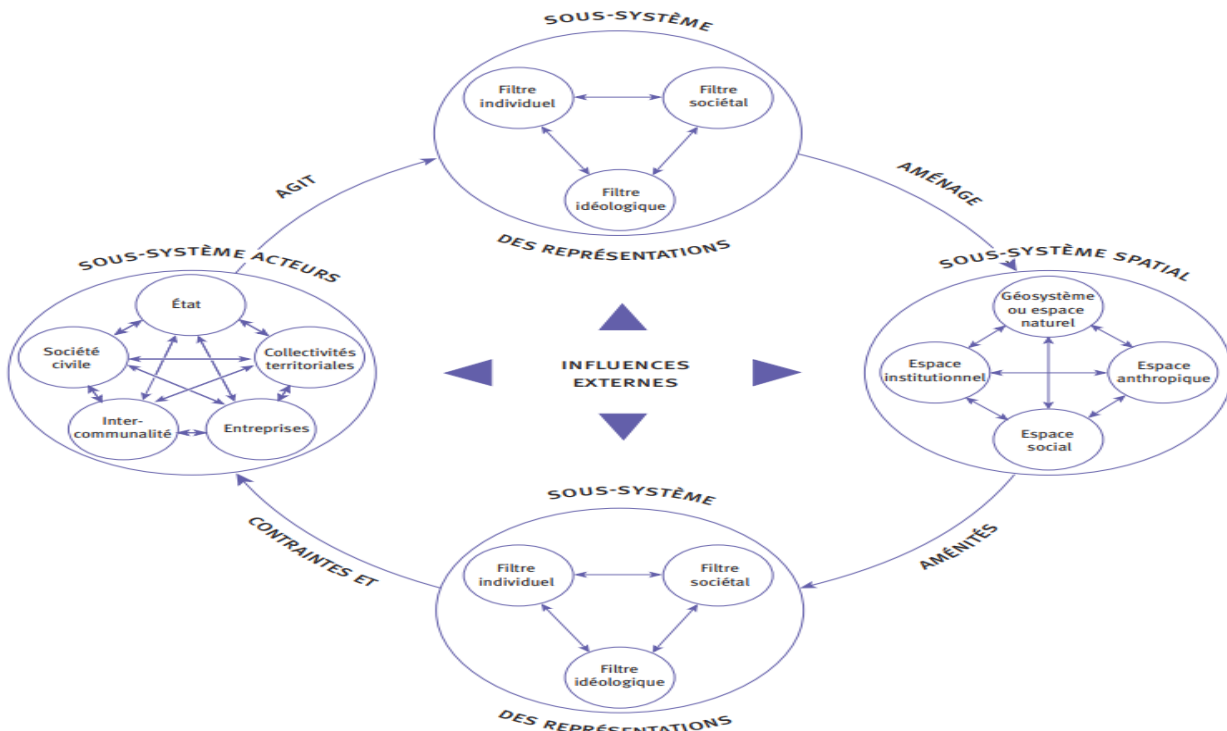 SOUS-SYSTÈME
Filtre
individuel
Filtre
sociétal
Filtre
idéologique
DES REPRÉSENTATIONS
AGIT
AMÉNAGE
SOUS-SYSTÈME ACTEURS
État
Société
civile
Collectivités
territoriales
Inter-
communalité
Entreprises
INFLUENCES
EXTERNES
SOUS-SYSTÈME SPATIAL
Géosystème
ou espace
naturel
Espace
institutionnel
Espace
anthropique
Espace
social
CONTRAINTES ET
AMÉNITÉS
SOUS-SYSTÈME
Filtre
individuel
Filtre
sociétal
Filtre
idéologique
DES REPRÉSENTATIONS